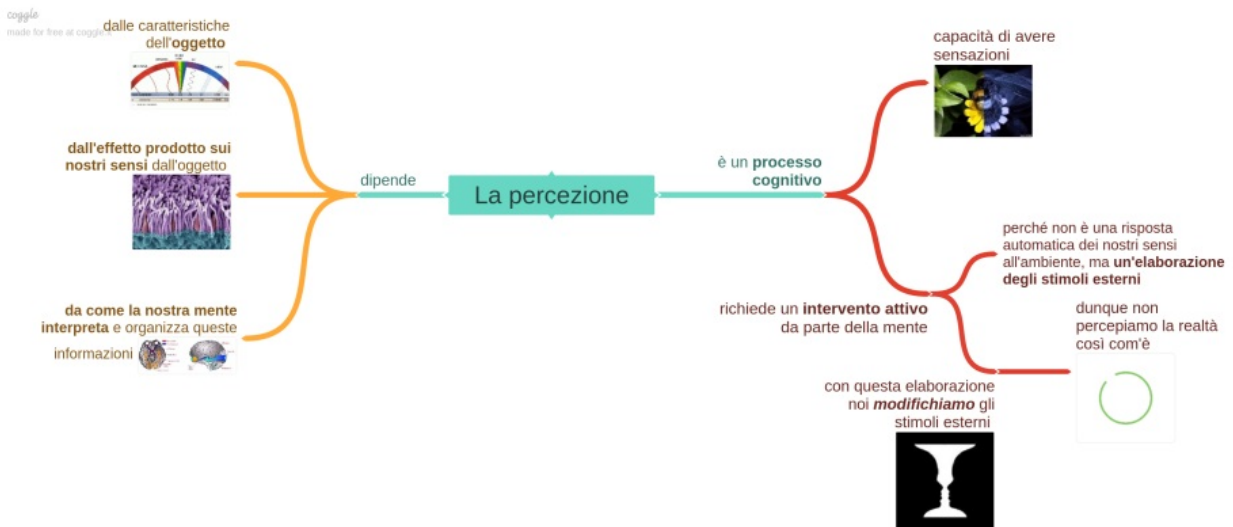 coggle
made for free at coggle.it
dalle caratteristiche
dell'oggetto
dall'effetto prodotto sui
nostri sensi dall'oggetto
da come la nostra mente
interpreta e organizza queste
informazioni
dipende
La percezione
è un processo
cognitivo
capacità di avere
sensazioni
richiede un intervento attivo
da parte della mente
perché non è una risposta
automatica dei nostri sensi
all'ambiente, ma un'elaborazione
degli stimoli esterni
dunque non
percepiamo la realtà
così com'è
con questa elaborazione
noi modifichiamo gli
stimoli esterni